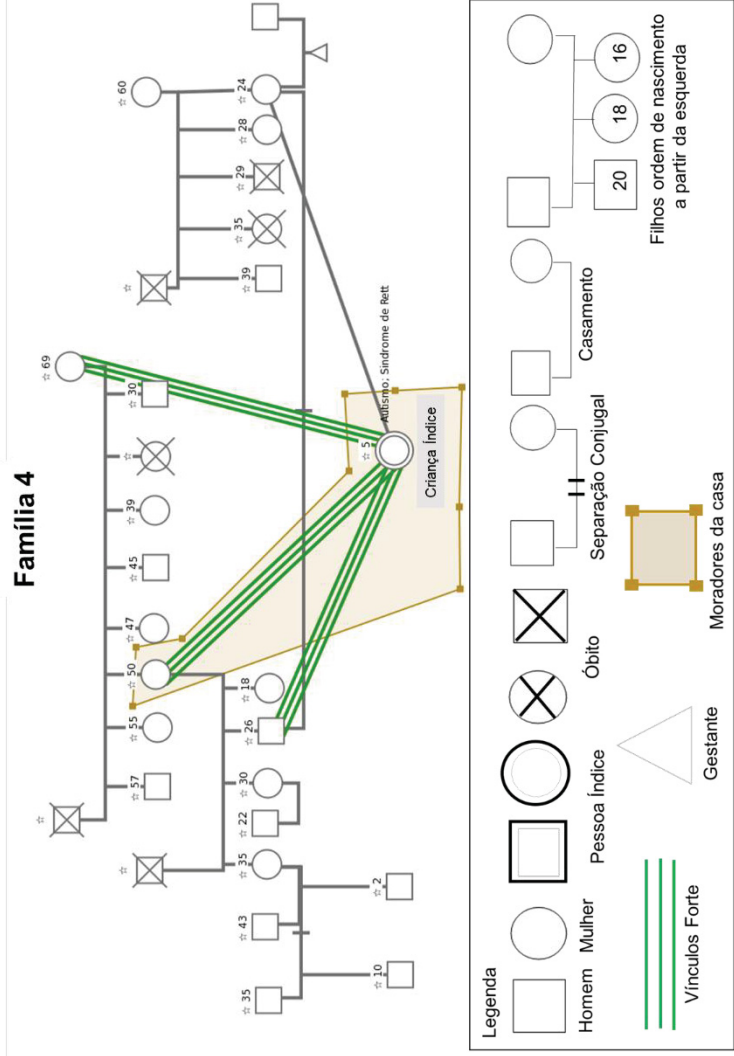 Família 4
☆ 69
☆ 60
☆
☆ 57
☆ 55
☆ 50
☆ 47
☆ 45
☆ 39
☆
☆ 30
☆
☆ 39
☆ 35
☆ 29
☆ 28
☆ 24
☆
☆ 35
☆ 43
☆ 35
☆ 22
☆ 30
☆ 26
☆ 18
☆ 10
☆ 2
☆ 5
Autismo; Sindrome de Rett
Criança Índice
Legenda
Homem
Mulher
Pessoa Índice
Óbito
Separação Conjugal
Casamento
20
18
16
Filhos ordem de nascimento
a partir da esquerda
Vínculos Forte
Gestante
Moradores da casa